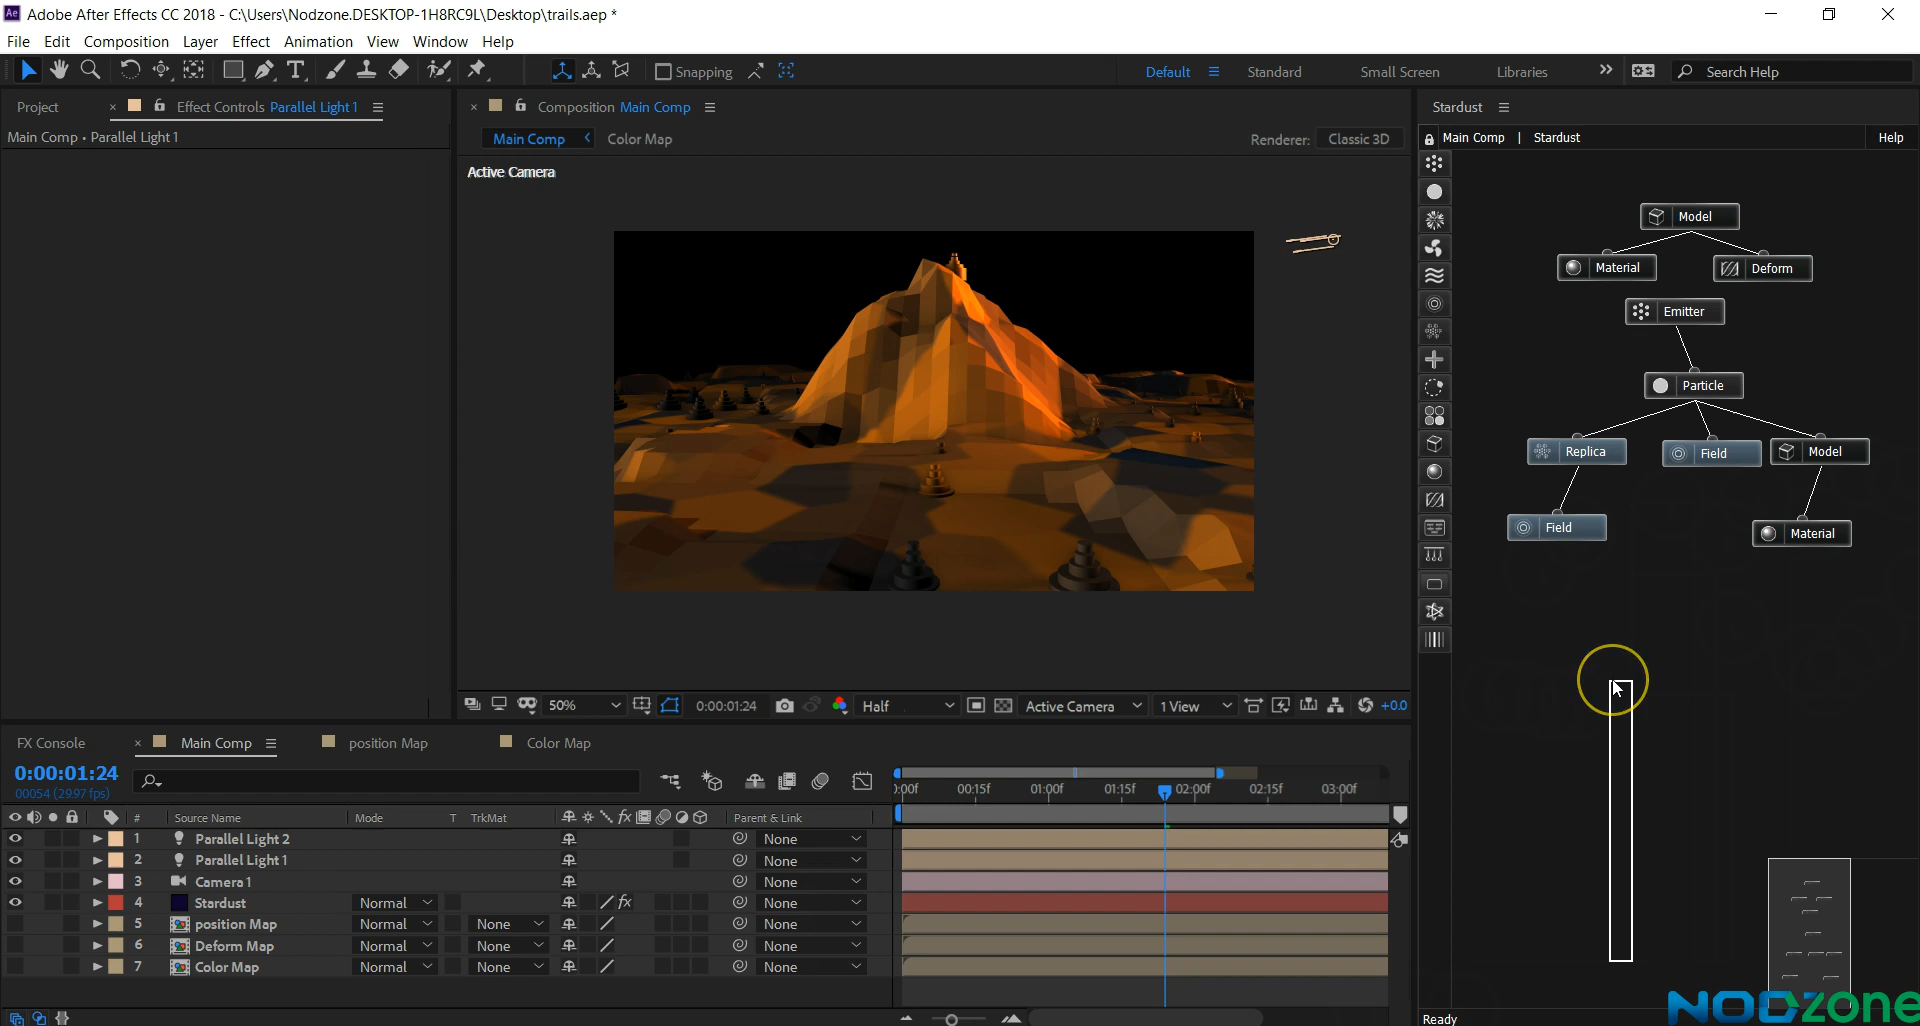 Ae Adobe After Effects CC 2018 - C:\Users\Nodzone.DESKTOP-1H8RC9L\Desktop\trails.aep *
File Edit Composition Layer Effect Animation View Window Help
Snapping Default Standard Small Screen Libraries Search Help
Project Effect Controls Parallel Light 1
Main Comp • Parallel Light 1
Composition Main Comp
Main Comp Color Map
Renderer: Classic 3D
Active Camera
Stardust
Main Comp | Stardust Help
Model
Material Deform
Emitter
Particle
Replica Field Model
Field Material
50% 0:00:01:24 Half Active Camera 1 View +0.0
FX Console Main Comp position Map Color Map
0:00:01:24
00054 (29.97 fps)
:00f 00:15f 01:00f 01:15f 02:00f 02:15f 03:00f
# Source Name Mode T TrkMat fx Parent & Link
1 Parallel Light 2 None
2 Parallel Light 1 None
3 Camera 1 None
4 Stardust Normal fx None
5 position Map Normal None None
6 Deform Map Normal None None
7 Color Map Normal None None
Ready
NODZone